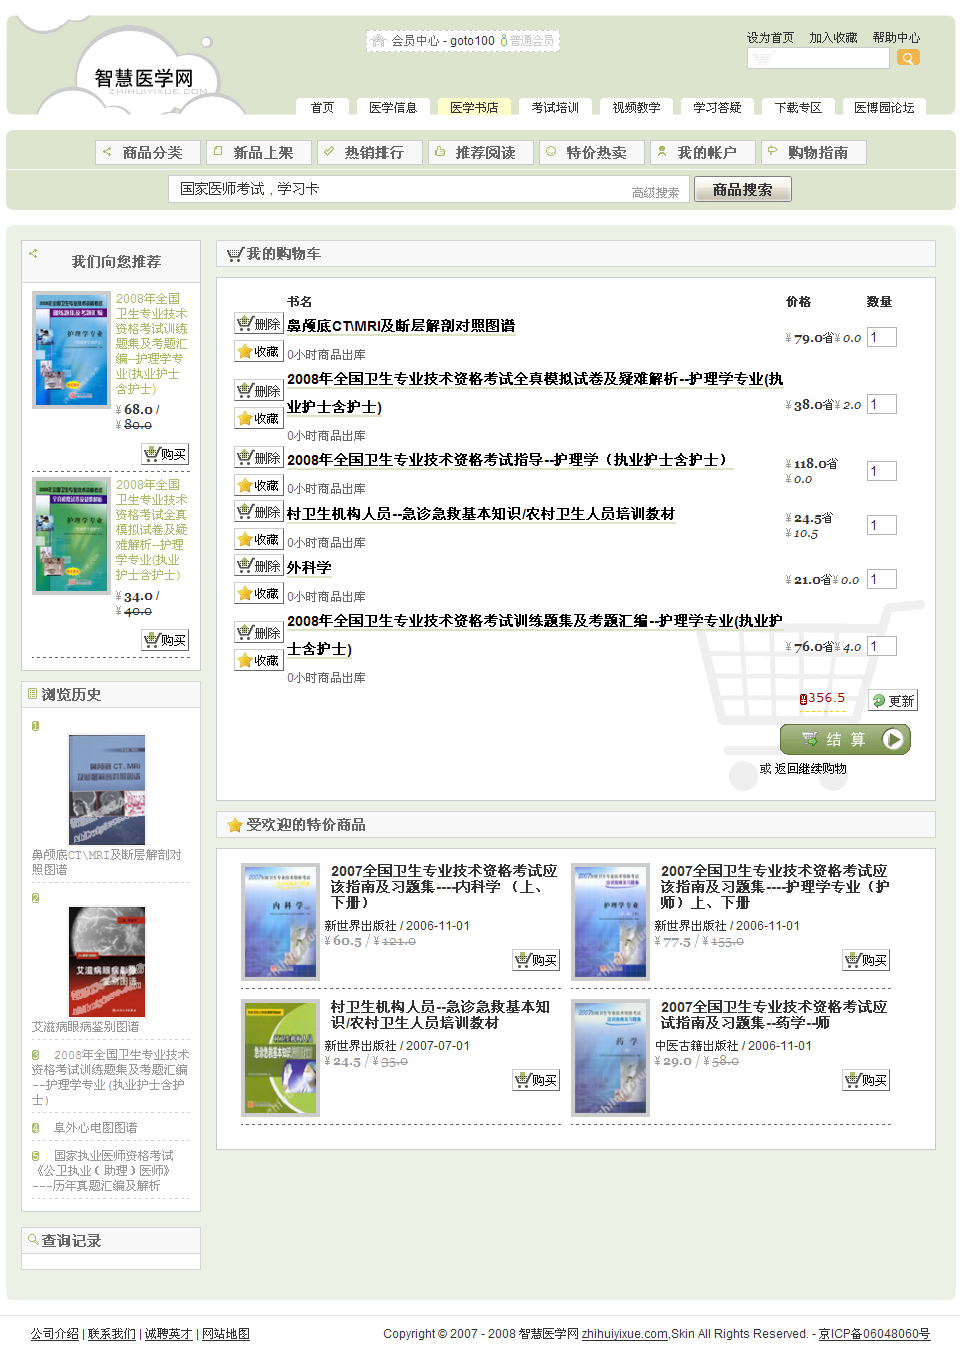 智慧医学网
ZHIHUIYIXUE.COM
会员中心 - goto100 普通会员
设为首页 加入收藏 帮助中心
首页 医学信息 医学书店 考试培训 视频教学 学习答疑 下载专区 医博园论坛
商品分类 新品上架 热销排行 推荐阅读 特价热卖 我的帐户 购物指南
国家医师考试，学习卡 高级搜索 商品搜索
我们向您推荐
2008年全国
卫生专业技术
资格考试训练
题集及考题汇
编--护理学专
业(执业护士
含护士)
¥ 68.0 /
¥ 80.0
购买
2008年全国
卫生专业技术
资格考试全真
模拟试卷及疑
难解析--护理
学专业(执业
护士含护士)
¥ 34.0 /
¥ 40.0
购买
浏览历史
1
鼻颅底CT\MRI及断层解剖对
照图谱
2
艾滋病眼病鉴别图谱
3 2008年全国卫生专业技术
资格考试训练题集及考题汇编
--护理学专业 (执业护士含护
士)
4 阜外心电图图谱
5 国家执业医师资格考试
《公卫执业（助理）医师》
---历年真题汇编及解析
查询记录
我的购物车
书名 价格 数量
删除 鼻颅底CT\MRI及断层解剖对照图谱 ¥ 79.0省¥ 0.0 1
收藏 0小时商品出库
删除 2008年全国卫生专业技术资格考试全真模拟试卷及疑难解析--护理学专业(执
业护士含护士) ¥ 38.0省¥ 2.0 1
收藏 0小时商品出库
删除 2008年全国卫生专业技术资格考试指导--护理学（执业护士含护士） ¥ 118.0省
¥ 0.0 1
收藏 0小时商品出库
删除 村卫生机构人员--急诊急救基本知识/农村卫生人员培训教材 ¥ 24.5省
¥ 10.5 1
收藏 0小时商品出库
删除 外科学 ¥ 21.0省¥ 0.0 1
收藏 0小时商品出库
删除 2008年全国卫生专业技术资格考试训练题集及考题汇编--护理学专业(执业护
士含护士) ¥ 76.0省¥ 4.0 1
收藏 0小时商品出库
¥356.5 更新
结 算
或 返回继续购物
受欢迎的特价商品
2007全国卫生专业技术资格考试应
该指南及习题集----内科学 （上、
下册）
新世界出版社 / 2006-11-01
¥ 60.5 / ¥ 121.0
购买
2007全国卫生专业技术资格考试应
该指南及习题集----护理学专业（护
师）上、下册
新世界出版社 / 2006-11-01
¥ 77.5 / ¥ 155.0
购买
村卫生机构人员--急诊急救基本知
识/农村卫生人员培训教材
新世界出版社 / 2007-07-01
¥ 24.5 / ¥ 35.0
购买
2007全国卫生专业技术资格考试应
试指南及习题集--药学--师
中医古籍出版社 / 2006-11-01
¥ 29.0 / ¥ 58.0
购买
公司介绍 | 联系我们 | 诚聘英才 | 网站地图
Copyright © 2007 - 2008 智慧医学网 zhihuiyixue.com,Skin All Rights Reserved. - 京ICP备06048060号